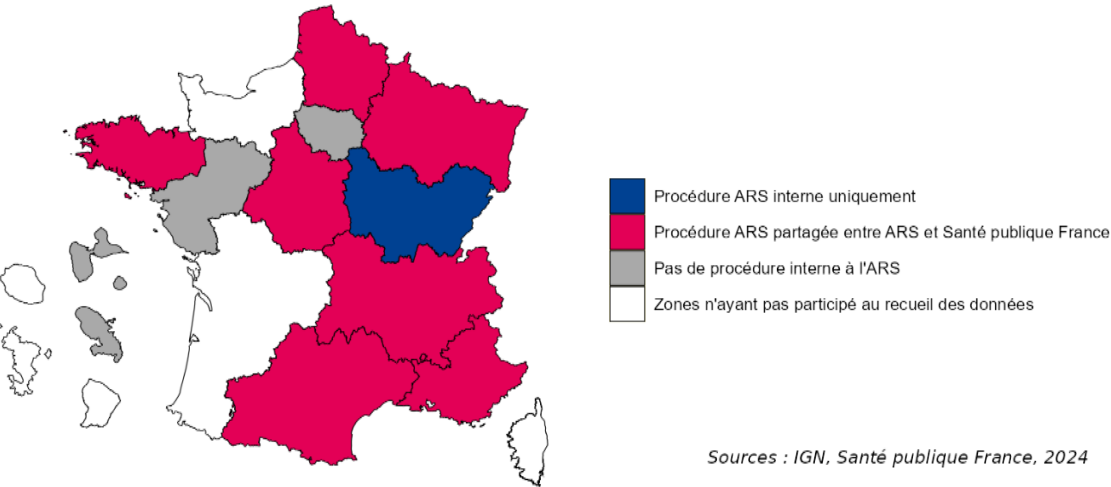 Procédure ARS interne uniquement
Procédure ARS partagée entre ARS et Santé publique France
Pas de procédure interne à l'ARS
Zones n'ayant pas participé au recueil des données
Sources : IGN, Santé publique France, 2024